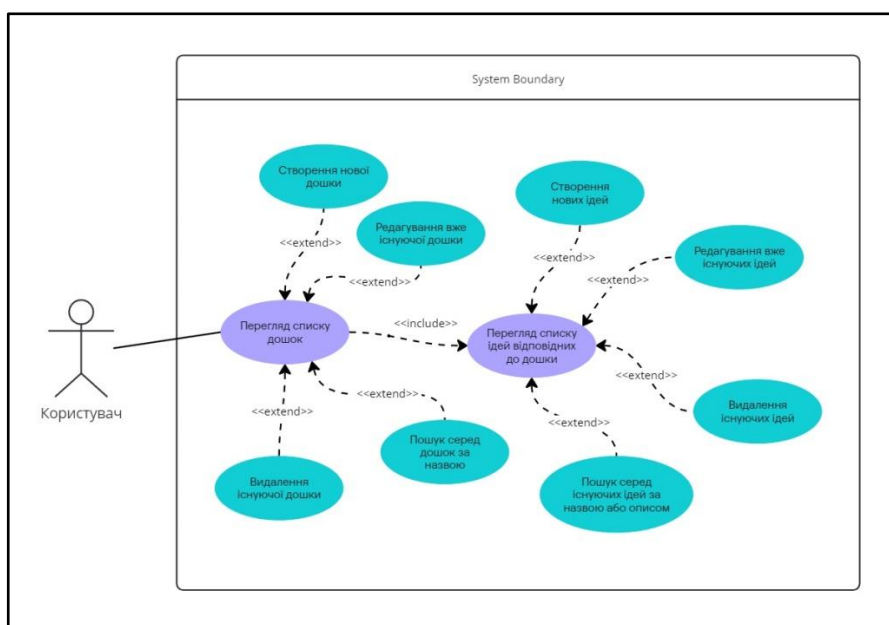 System Boundary
Створення нової
дошки
Створення
нових ідей
<<extend>>
Редагування вже
існуючої дошки
<<extend>>
<<extend>>
Редагування вже
існуючих ідей
<<extend>>
Перегляд списку
дошок
<<include>>
Перегляд списку
ідей відповідних
до дошки
Користувач
<<extend>>
<<extend>>
<<extend>>
<<extend>>
Видалення
існуючих ідей
Пошук серед
дошок за
назвою
Видалення
існуючої дошки
Пошук серед
існуючих ідей за
назвою або описом